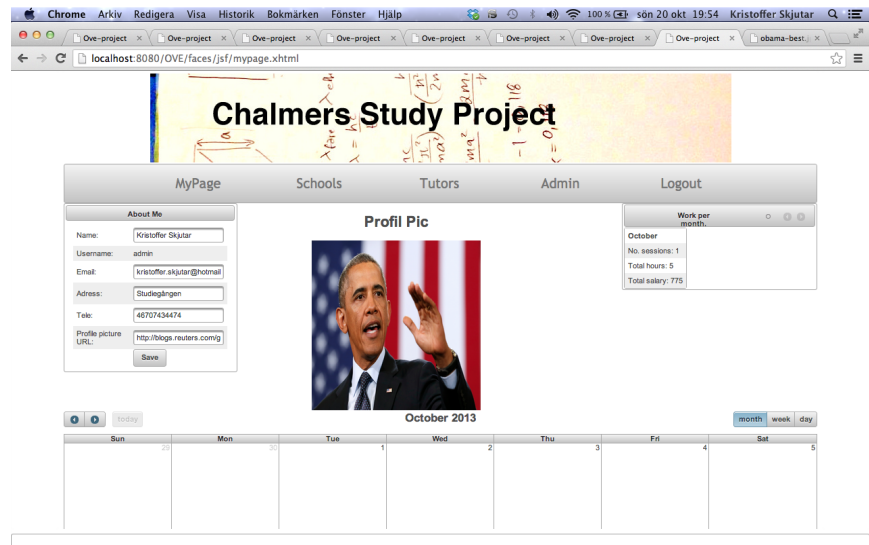 Chrome Arkiv Redigera Visa Historik Bokmärken Fönster Hjälp 100 % sön 20 okt 19:54 Kristoffer Skjutar
Ove-project Ove-project Ove-project Ove-project Ove-project Ove-project Ove-project Ove-project obama-best.j
localhost:8080/OVE/faces/jsf/mypage.xhtml
Chalmers Study Project
MyPage Schools Tutors Admin Logout
About Me
Name: Kristoffer Skjutar
Username: admin
Email: kristoffer.skjutar@hotmail
Adress: Studiegången
Tele: 46707434474
Profile picture URL: http://blogs.reuters.com/g
Save
Profil Pic
Work per
month.
October
No. sessions: 1
Total hours: 5
Total salary: 775
today
October 2013
month week day
Sun Mon Tue Wed Thu Fri Sat
29 30 1 2 3 4 5